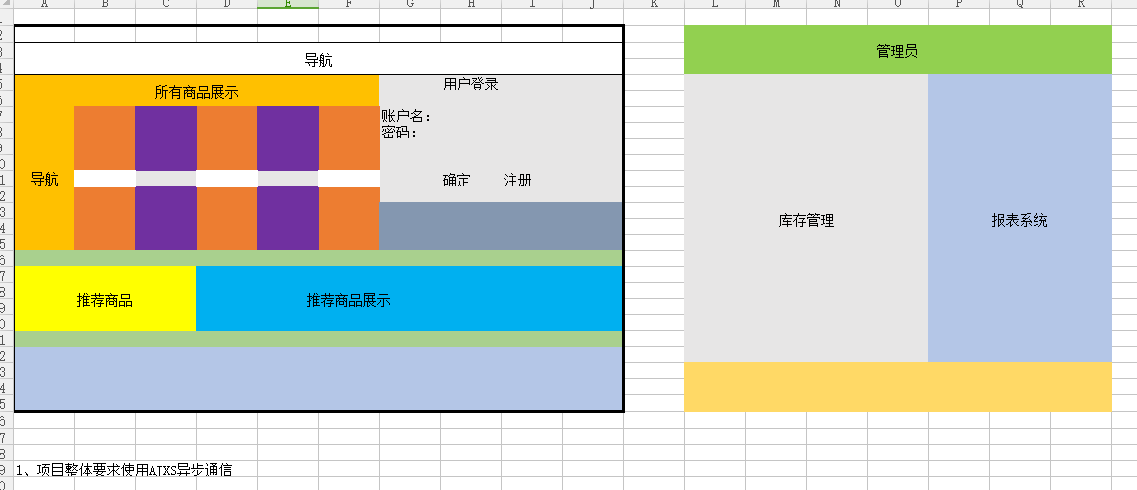 A B C D E F G H I J K L M N O P Q R
导航
管理员
所有商品展示
用户登录
账户名：
密码：
导航
确定 注册
库存管理
报表系统
推荐商品
推荐商品展示
1、项目整体要求使用AJXS异步通信